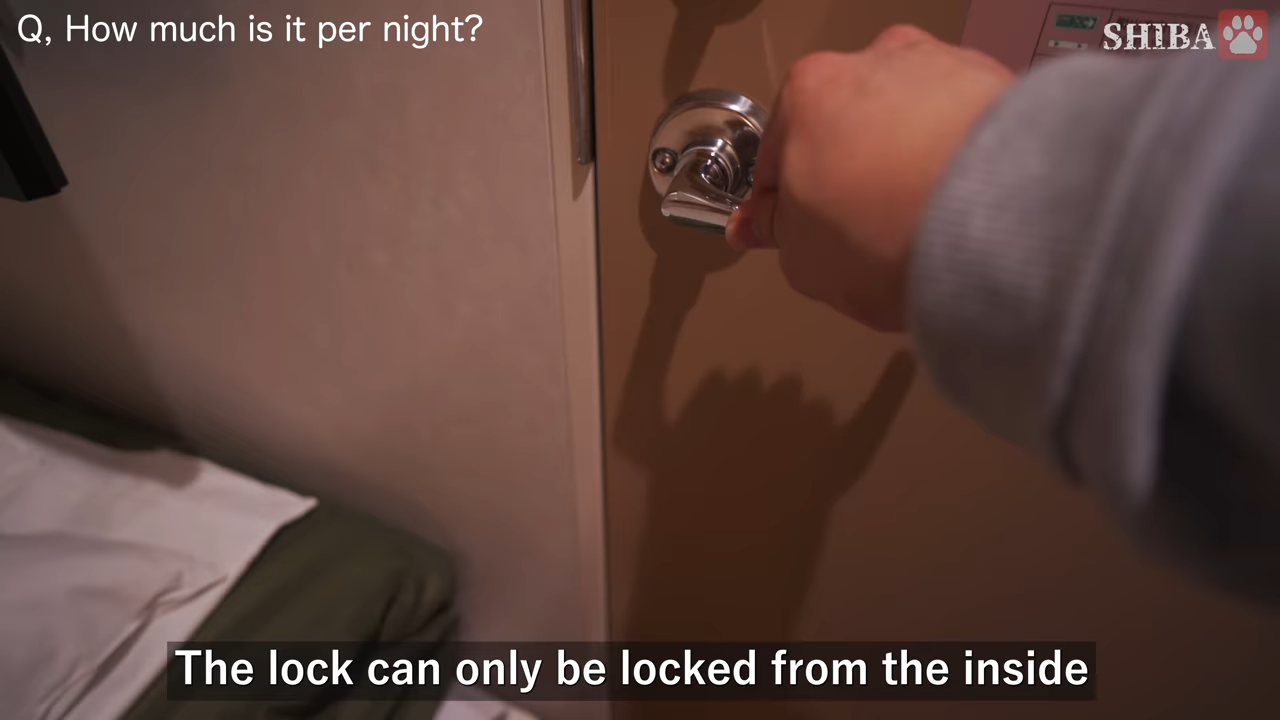 Q, How much is it per night?
SHIBA
The lock can only be locked from the inside